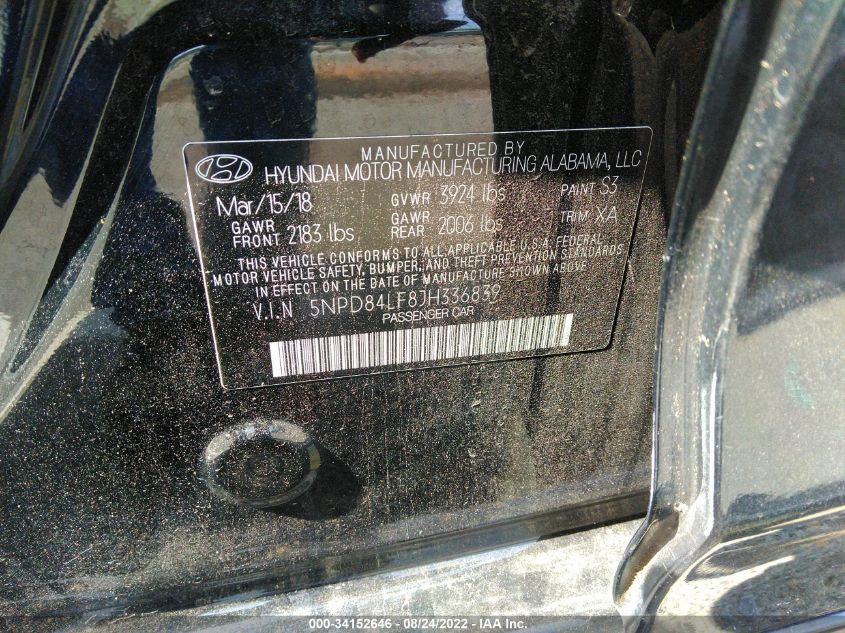 MANUFACTURED BY
HYUNDAI MOTOR MANUFACTURING ALABAMA, LLC
Mar/15/18 GVWR 3924 lbs PAINT S3
GAWR FRONT 2183 lbs GAWR REAR 2006 lbs TRIM XA
THIS VEHICLE CONFORMS TO ALL APPLICABLE U.S.A. FEDERAL
MOTOR VEHICLE SAFETY, BUMPER, AND THEFT PREVENTION STANDARDS
IN EFFECT ON THE DATE OF MANUFACTURE SHOWN ABOVE
V.I.N 5NPD84LF8JH336839
PASSENGER CAR
000-34152646 - 08/24/2022 - IAA Inc.